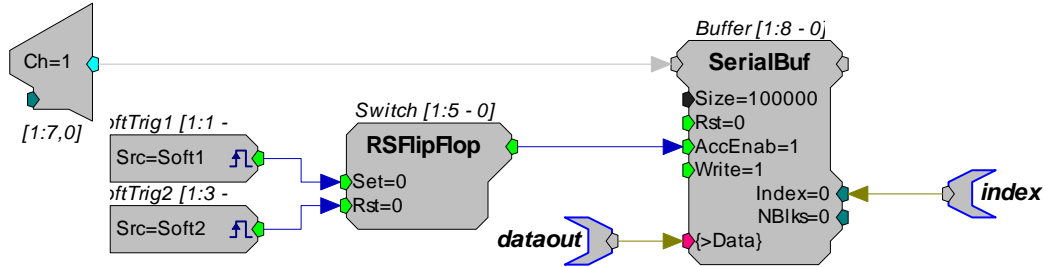 Buffer [1:8 - 0]
Ch=1
SerialBuf
Size=100000
[1:7,0]
oftTrig1 [1:1 -
Switch [1:5 - 0]
Rst=0
RSFlipFlop
AccEnab=1
Src=Soft1
Write=1
Set=0
oftTrig2 [1:3 -
Index=0
index
Rst=0
NBlks=0
Src=Soft2
dataout
{>Data}